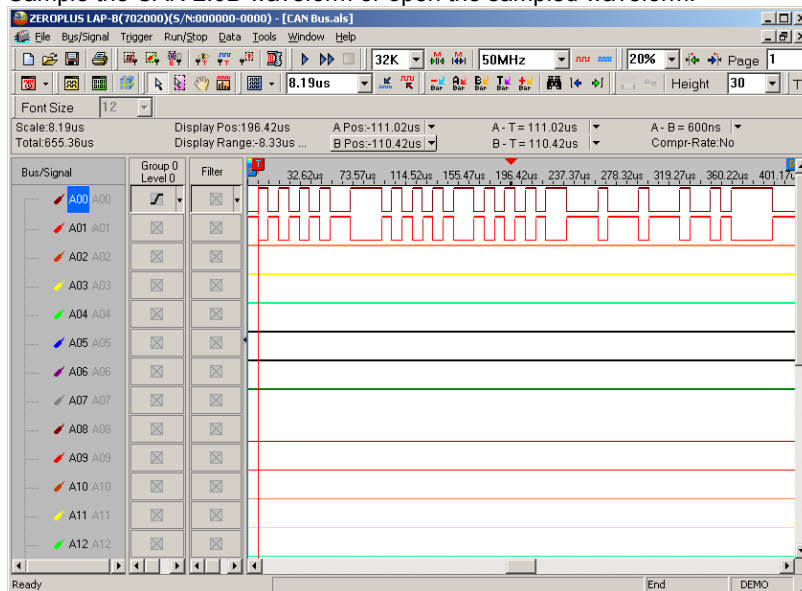 Sample the CAN 2.0B waveform or open the sampled waveform.
ZEROPLUS LAP-B(702000)(S/N:000000-0000) - [CAN Bus.als]
File Bus/Signal Trigger Run/Stop Data Tools Window Help
32K 50MHz 20% Page 1
8.19us Bar Bar Bar Bar Bar Height 30 T
Font Size 12
Scale:8.19us Display Pos:196.42us A Pos:-111.02us A - T = 111.02us A - B = 600ns
Total:655.36us Display Range:-8.33us ... B Pos:-110.42us B - T = 110.42us Compr-Rate:No
Bus/Signal Group 0 Level 0 Filter 32.62us 73.57us 114.52us 155.47us 196.42us 237.37us 278.32us 319.27us 360.22us 401.17u
A00 A00
A01 A01
A02 A02
A03 A03
A04 A04
A05 A05
A06 A06
A07 A07
A08 A08
A09 A09
A10 A10
A11 A11
A12 A12
Ready End DEMO